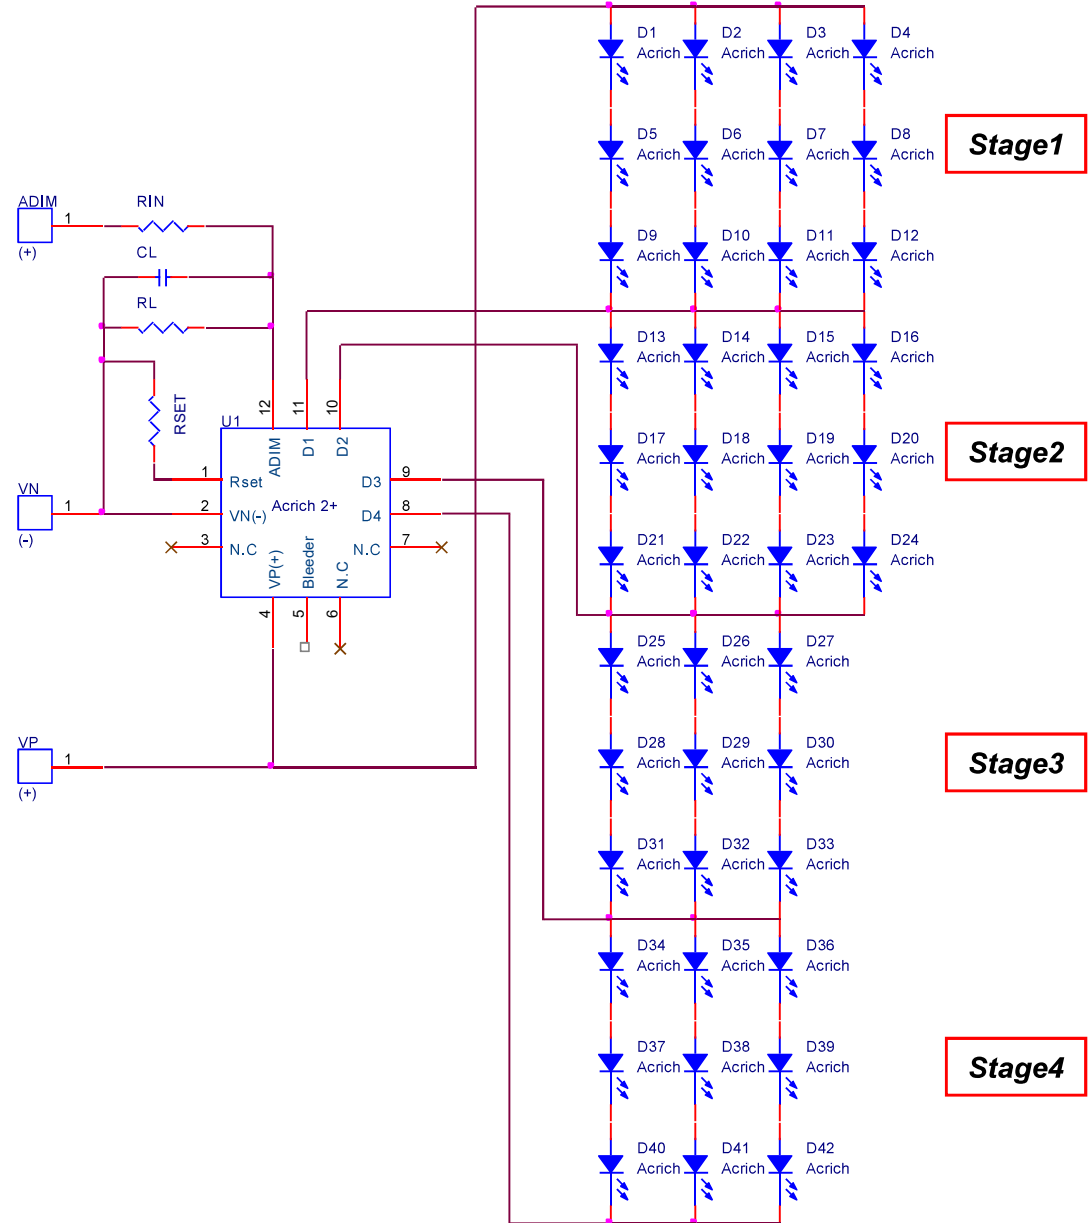 D1 D2 D3 D4
Acrich Acrich Acrich Acrich
D5 D6 D7 D8
Acrich Acrich Acrich Acrich
Stage1
D9 D10 D11 D12
Acrich Acrich Acrich Acrich
ADIM
1
(+)
RIN
CL
RL
RSET
D13 D14 D15 D16
Acrich Acrich Acrich Acrich
D17 D18 D19 D20
Acrich Acrich Acrich Acrich
Stage2
D21 D22 D23 D24
Acrich Acrich Acrich Acrich
U1
12 11 10
ADIM D1 D2
1 Rset D3 9
Acrich 2+
2 VN(-) D4 8
3 N.C N.C 7
VP(+) Bleeder N.C
4 5 6
VN
1
(-)
VP
1
(+)
D25 D26 D27
Acrich Acrich Acrich
D28 D29 D30
Acrich Acrich Acrich
Stage3
D31 D32 D33
Acrich Acrich Acrich
D34 D35 D36
Acrich Acrich Acrich
D37 D38 D39
Acrich Acrich Acrich
Stage4
D40 D41 D42
Acrich Acrich Acrich